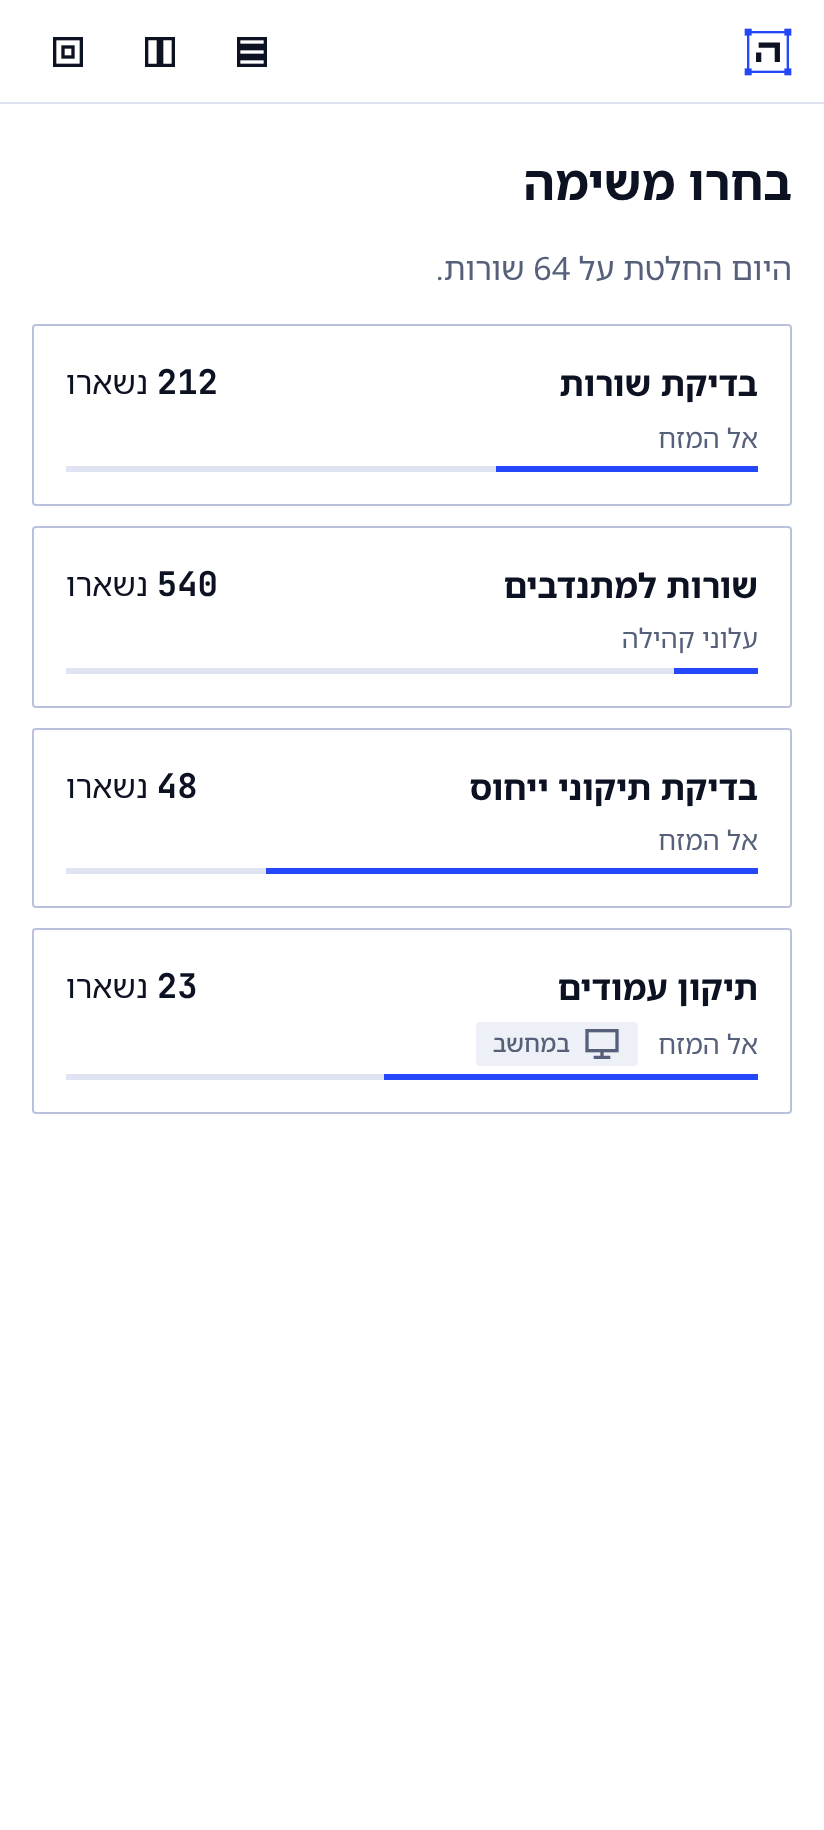 ה
בחרו משימה
היום החלטת על 64 שורות.
בדיקת שורות
212 נשארו
אל המזח
שורות למתנדבים
540 נשארו
עלוני קהילה
בדיקת תיקוני ייחוס
48 נשארו
אל המזח
תיקון עמודים
23 נשארו
אל המזח
במחשב